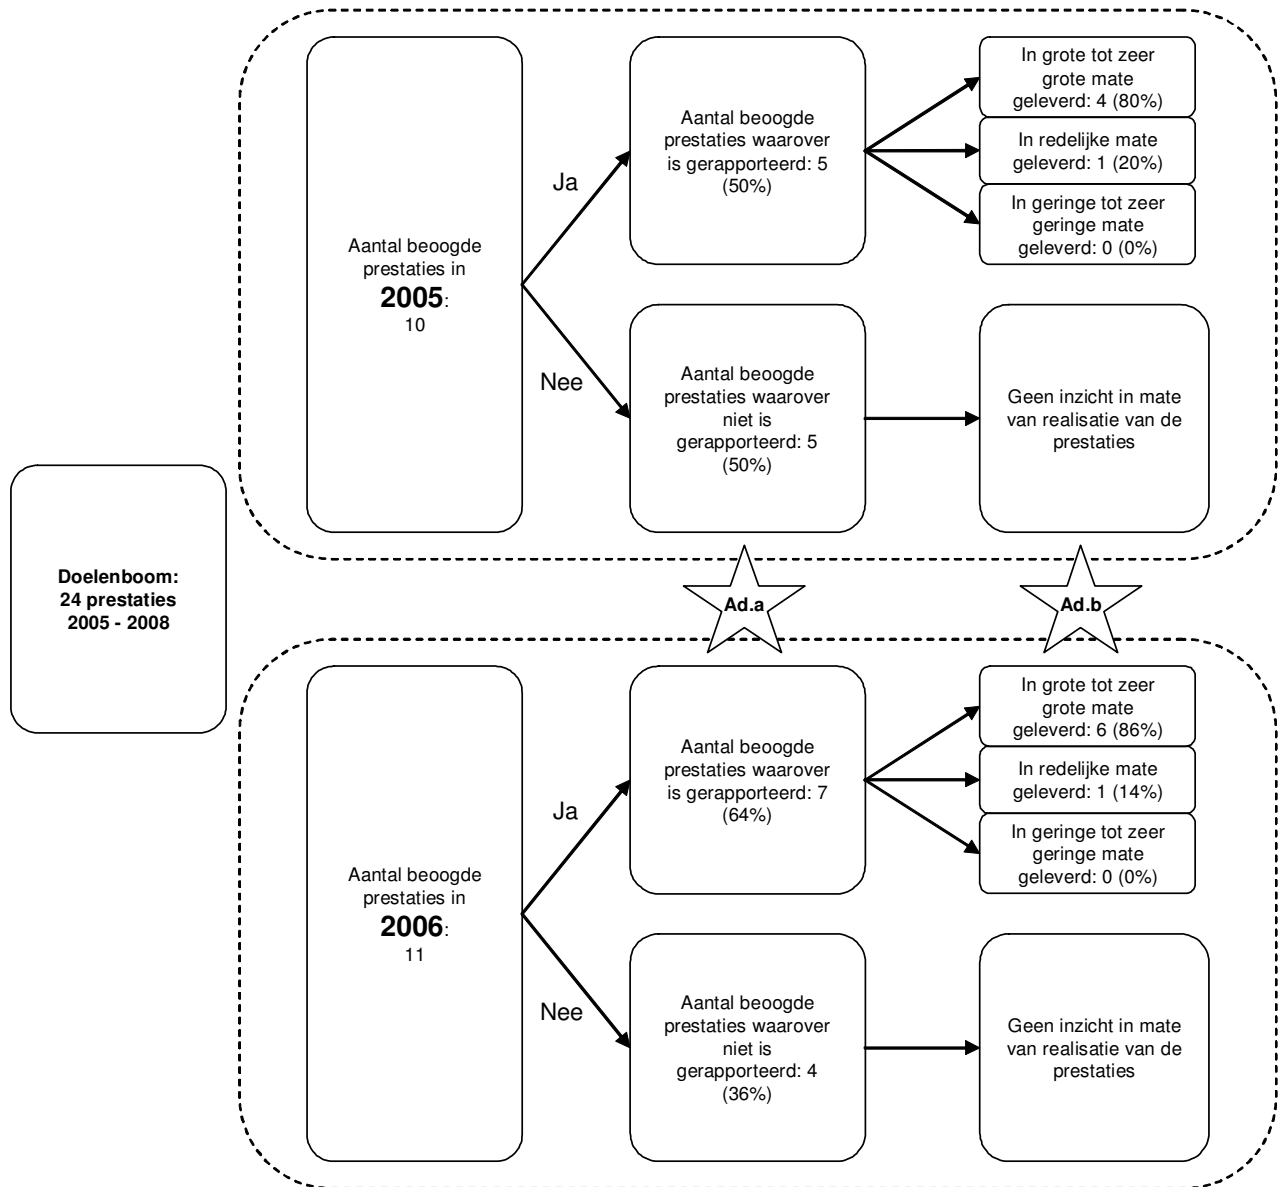 Doelenboom:
24 prestaties
2005 - 2008
Aantal beoogde
prestaties in
2005:
10
Ja
Nee
Aantal beoogde
prestaties waarover
is gerapporteerd: 5
(50%)
In grote tot zeer
grote mate
geleverd: 4 (80%)
In redelijke mate
geleverd: 1 (20%)
In geringe tot zeer
geringe mate
geleverd: 0 (0%)
Aantal beoogde
prestaties waarover
niet is
gerapporteerd: 5
(50%)
Geen inzicht in mate
van realisatie van de
prestaties
Ad.a
Ad.b
Aantal beoogde
prestaties in
2006:
11
Ja
Nee
Aantal beoogde
prestaties waarover
is gerapporteerd: 7
(64%)
In grote tot zeer
grote mate
geleverd: 6 (86%)
In redelijke mate
geleverd: 1 (14%)
In geringe tot zeer
geringe mate
geleverd: 0 (0%)
Aantal beoogde
prestaties waarover
niet is
gerapporteerd: 4
(36%)
Geen inzicht in mate
van realisatie van de
prestaties